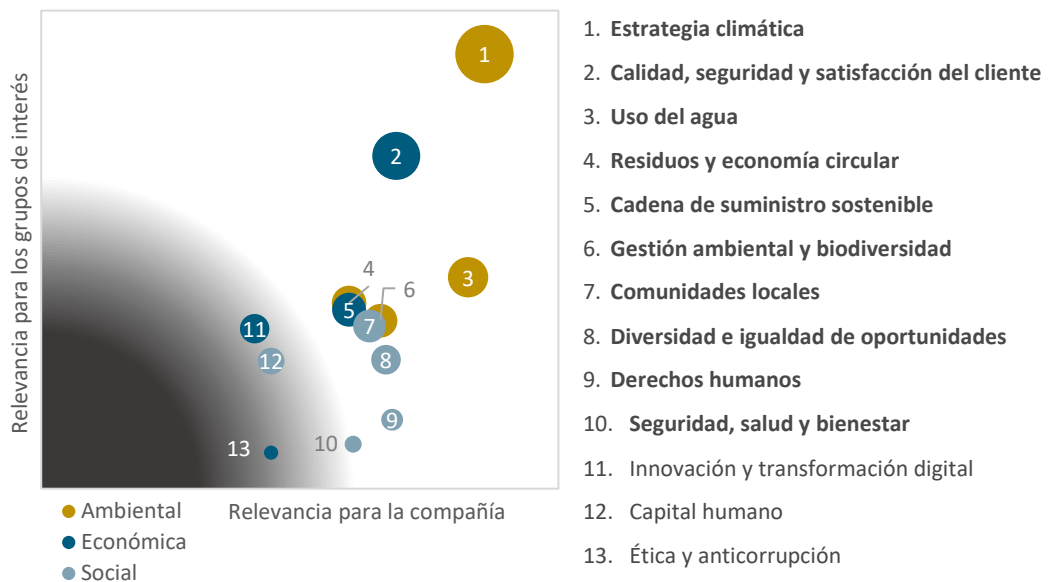 Relevancia para los grupos de interés
1
2
3
4
5
6
7
8
9
10
11
12
13
Relevancia para la compañía
Ambiental
Económica
Social
1. Estrategia climática
2. Calidad, seguridad y satisfacción del cliente
3. Uso del agua
4. Residuos y economía circular
5. Cadena de suministro sostenible
6. Gestión ambiental y biodiversidad
7. Comunidades locales
8. Diversidad e igualdad de oportunidades
9. Derechos humanos
10. Seguridad, salud y bienestar
11. Innovación y transformación digital
12. Capital humano
13. Ética y anticorrupción